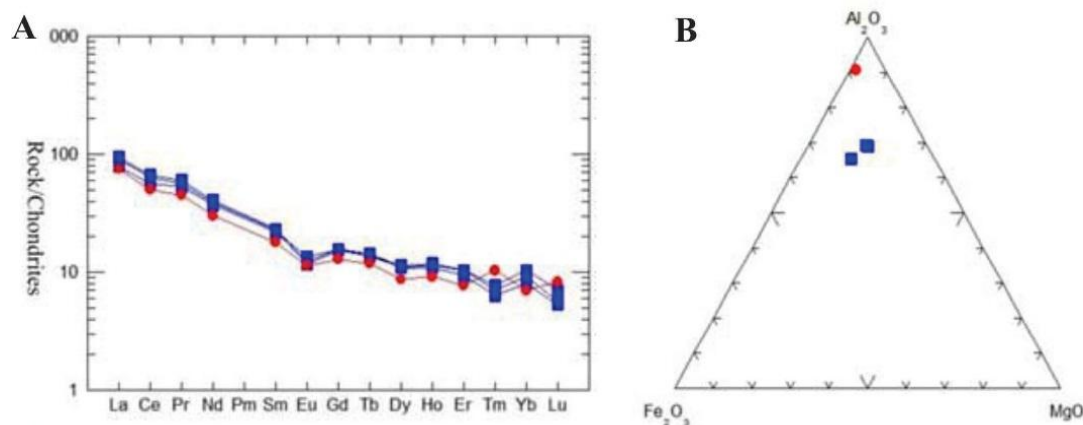 A
000
100
10
1
Rock/Chondrites
La Ce Pr Nd Pm Sm Eu Gd Tb Dy Ho Er Tm Yb Lu
B
Al₂O₃
Fe₂O₃
MgO